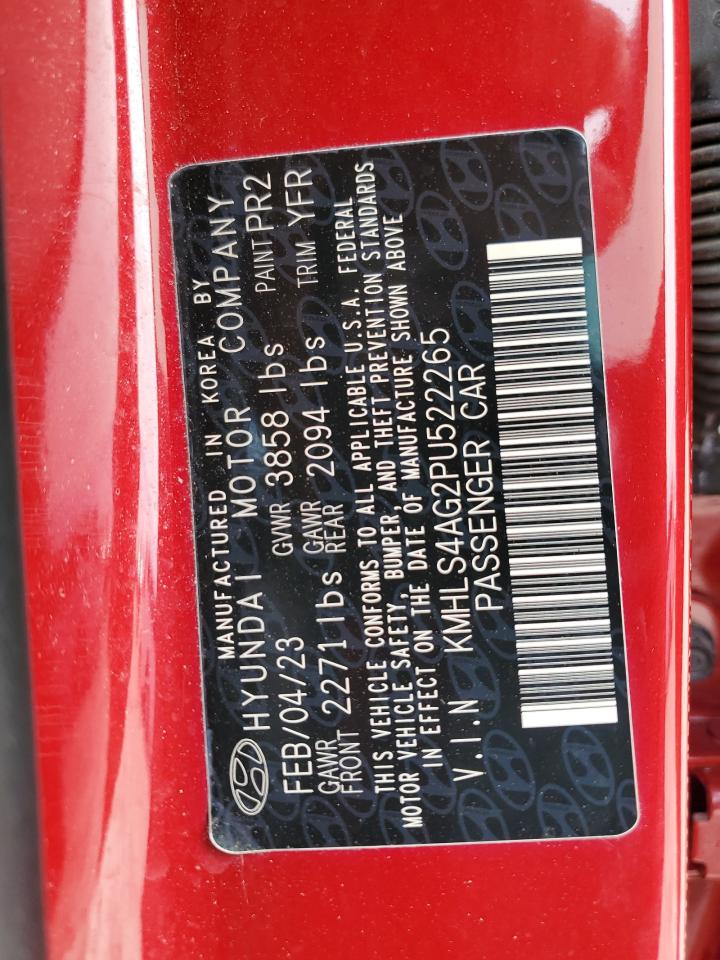 MANUFACTURED IN KOREA BY
HYUNDAI MOTOR COMPANY
FEB/04/23 GVWR 3858 lbs PAINT PR2
GAWR FRONT 2271 lbs GAWR REAR 2094 lbs TRIM YFR
THIS VEHICLE CONFORMS TO ALL APPLICABLE U.S.A. FEDERAL
MOTOR VEHICLE SAFETY, BUMPER, AND THEFT PREVENTION STANDARDS
IN EFFECT ON THE DATE OF MANUFACTURE SHOWN ABOVE
V.I.N KMHLS4AG2PU522265
PASSENGER CAR